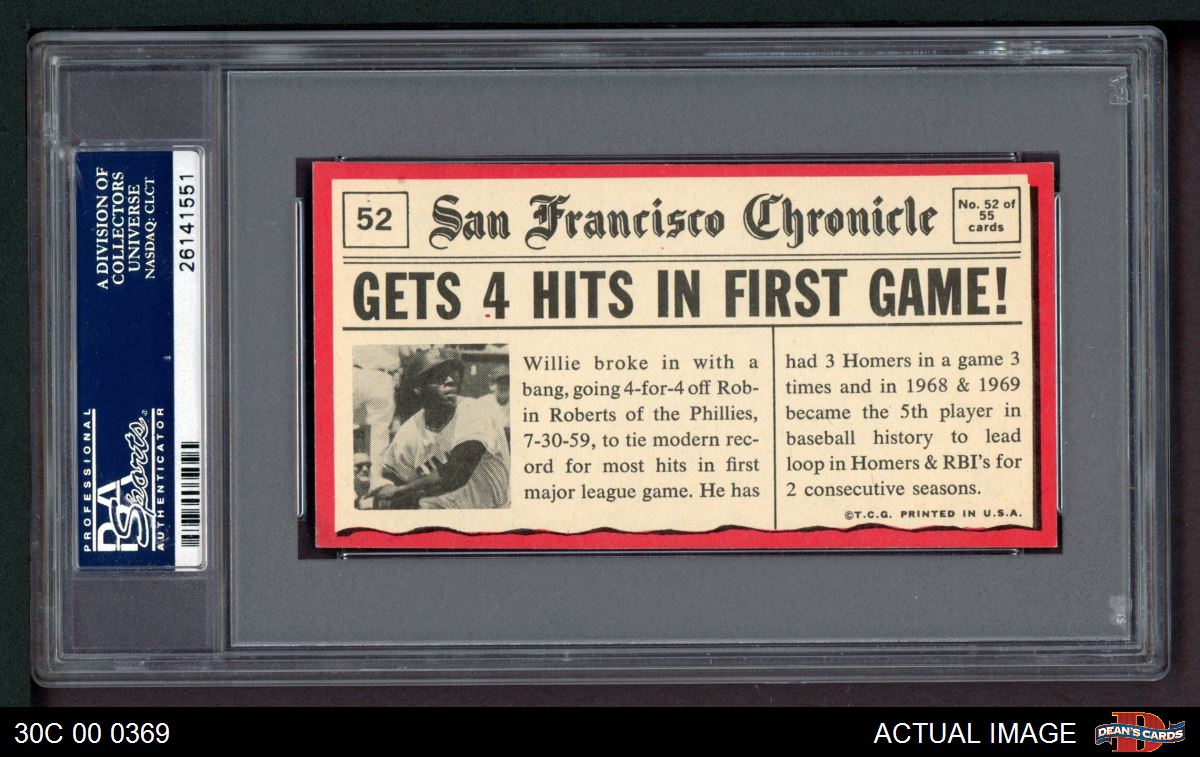 A DIVISION OF
COLLECTORS
UNIVERSE
NASDAQ: CLCT
26141551
PROFESSIONAL
PSA
Sports
AUTHENTICATOR
52
San Francisco Chronicle
No. 52 of
55
cards
GETS 4 HITS IN FIRST GAME!
Willie broke in with a
bang, going 4-for-4 off Rob-
in Roberts of the Phillies,
7-30-59, to tie modern rec-
ord for most hits in first
major league game. He has
had 3 Homers in a game 3
times and in 1968 & 1969
became the 5th player in
baseball history to lead
loop in Homers & RBI's for
2 consecutive seasons.
©T.C.G. PRINTED IN U.S.A.
30C 00 0369
ACTUAL IMAGE
D
DEAN'S CARDS